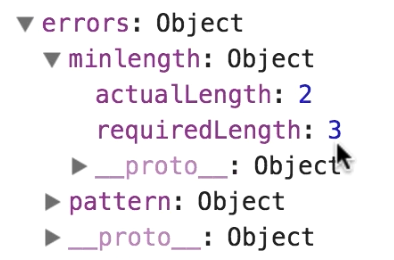 errors: Object
minlength: Object
actualLength: 2
requiredLength: 3
__proto__: Object
pattern: Object
__proto__: Object